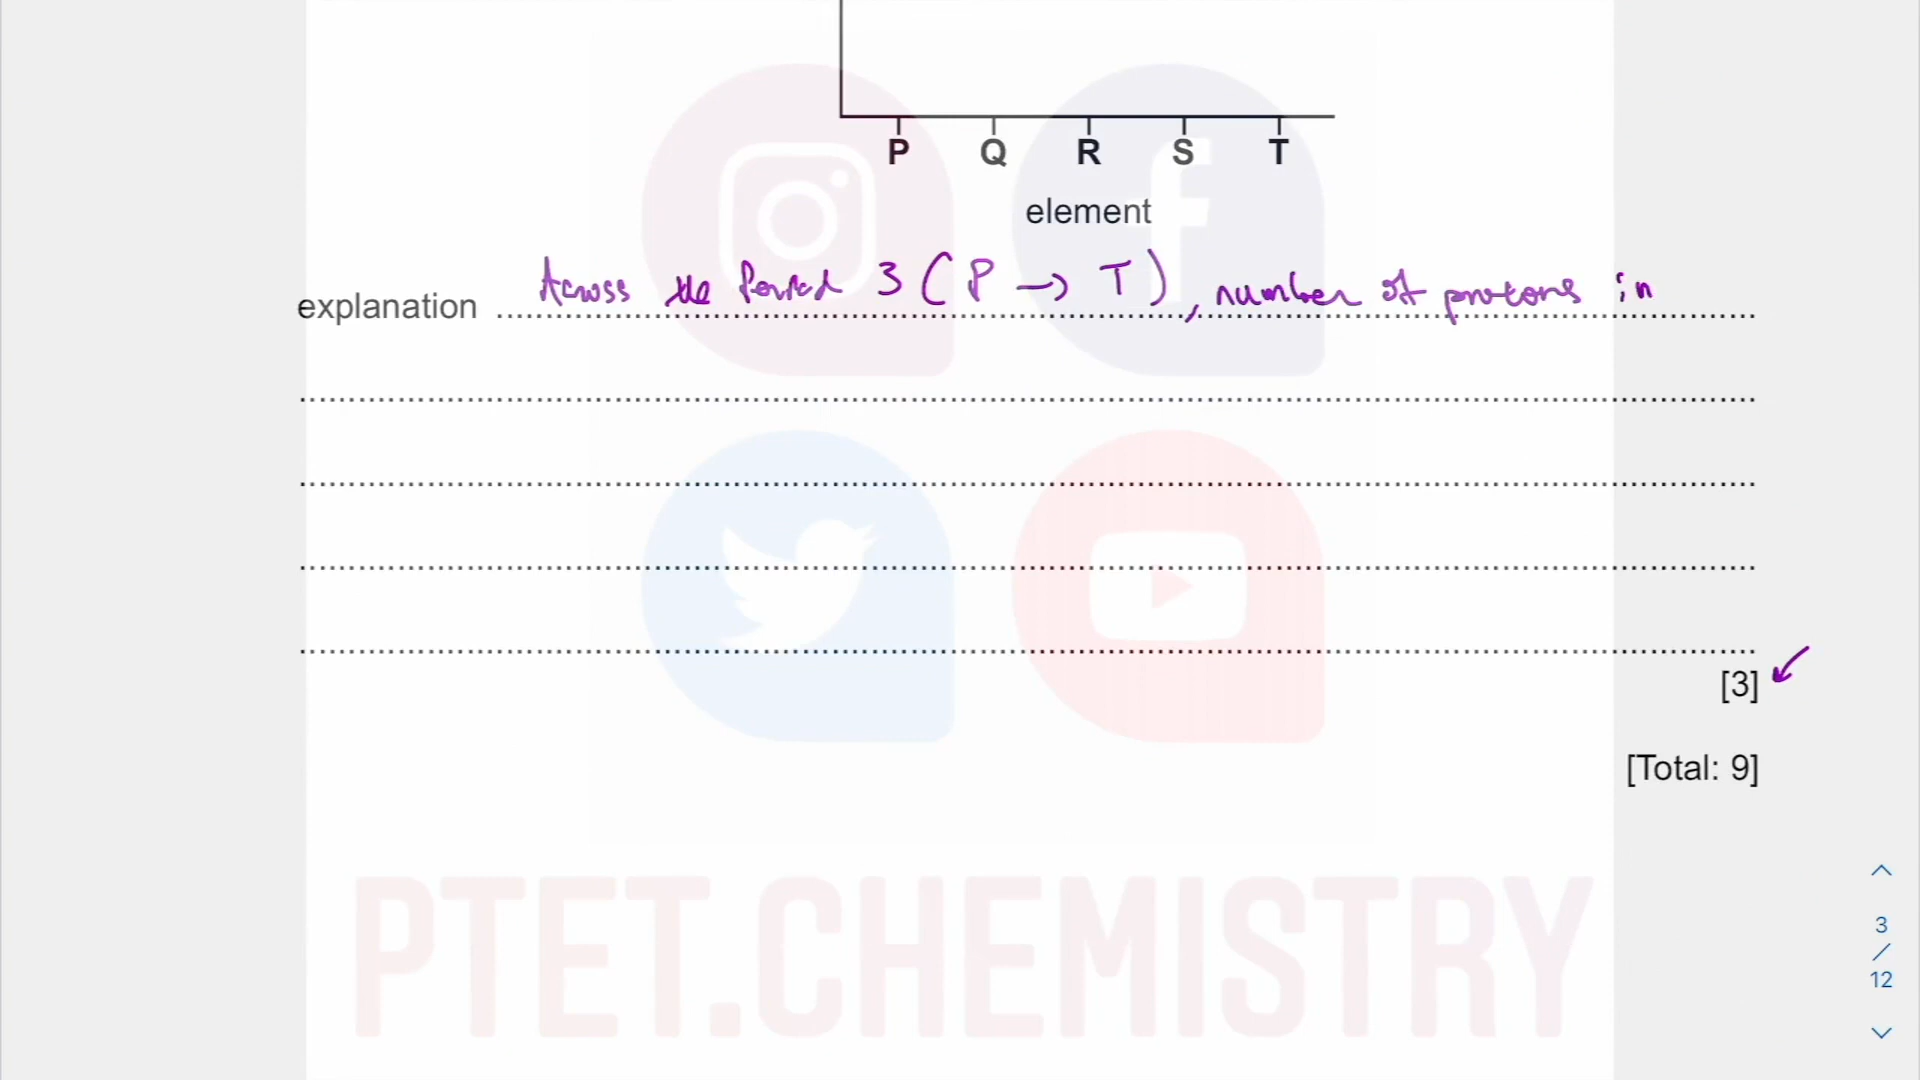 P Q R S T
element
explanation Across the Period 3 (P → T), number of protons in
[3]
[Total: 9]
PTET.CHEMISTRY
3
/
12